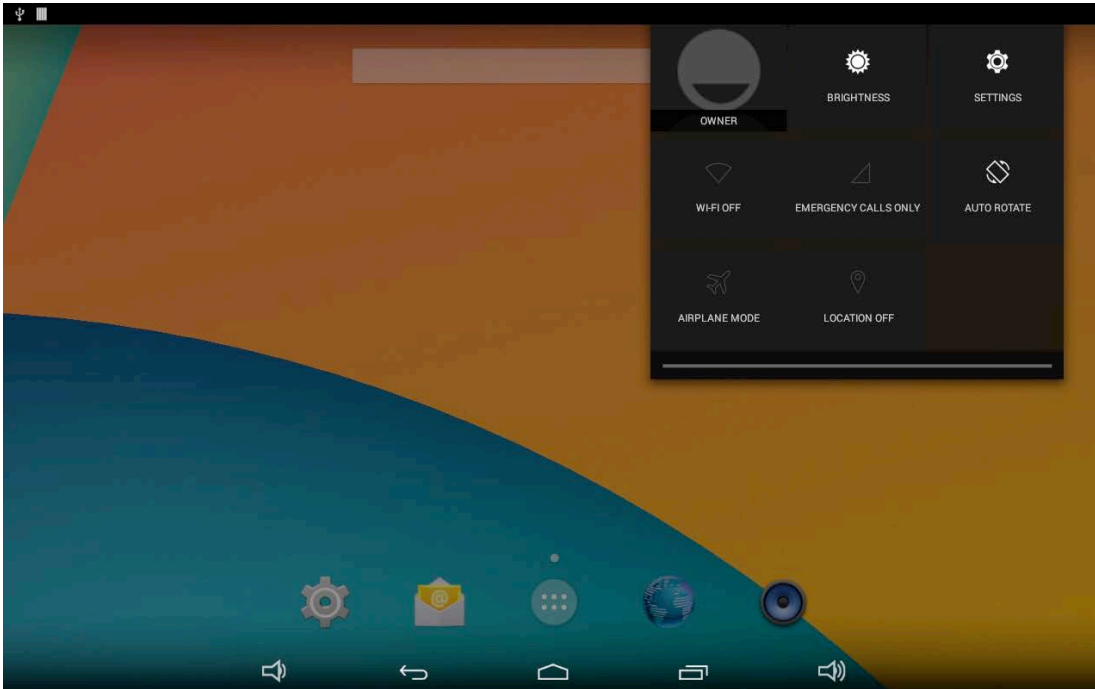 BRIGHTNESS
SETTINGS
OWNER
WI-FI OFF
EMERGENCY CALLS ONLY
AUTO ROTATE
AIRPLANE MODE
LOCATION OFF
@